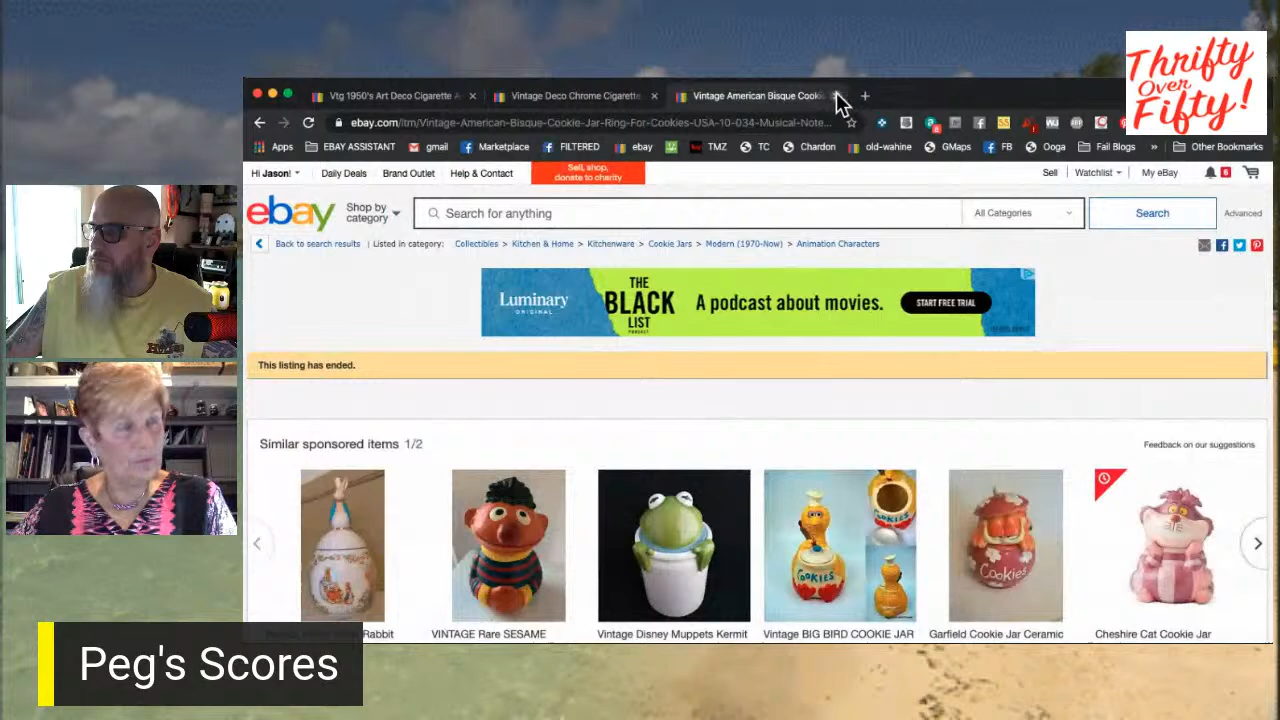 Thrifty
OVER
Fifty!
Vtg 1950's Art Deco Cigarette
Vintage Deco Chrome Cigarette
Vintage American Bisque Cooki
ebay.com/itm/Vintage-American-Bisque-Cookie-Jar-Ring-For-Cookies-USA-10-034-Musical-Note...
Apps EBAY ASSISTANT gmail Marketplace FILTERED ebay TMZ TC Chardon old-wahine GMaps FB Ooga Fail Blogs » Other Bookmarks
Hi Jason! Daily Deals Brand Outlet Help & Contact
Sell, shop,
donate to charity
Sell Watchlist My eBay 6
ebay Shop by
category
Search for anything All Categories Search Advanced
Back to search results | Listed in category: Collectibles > Kitchen & Home > Kitchenware > Cookie Jars > Modern (1970-Now) > Animation Characters
Luminary
ORIGINAL
THE
BLACK
LIST
PODCAST
A podcast about movies.
START FREE TRIAL
This listing has ended.
Similar sponsored items 1/2
Feedback on our suggestions
COOKIES
COOKIES
Cookies
Rabbit
VINTAGE Rare SESAME
Vintage Disney Muppets Kermit
Vintage BIG BIRD COOKIE JAR
Garfield Cookie Jar Ceramic
Cheshire Cat Cookie Jar
Peg's Scores